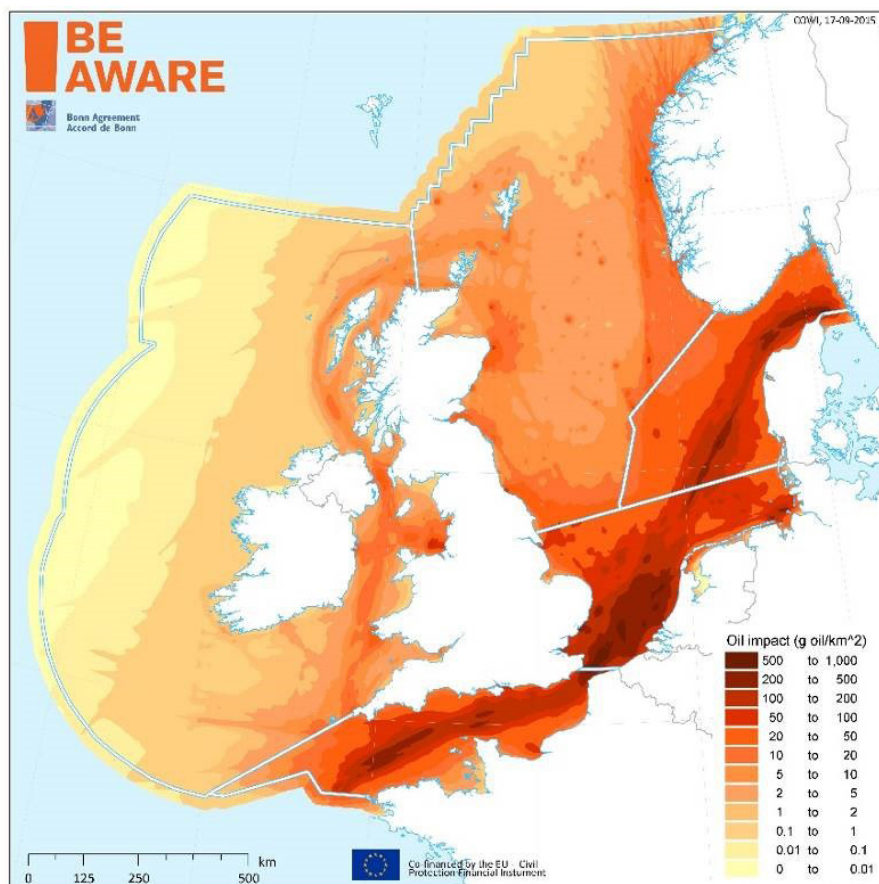 COWI, 17-09-2015
BE
AWARE
Bonn Agreement
Accord de Bonn
Oil impact (g oil/km^2)
500 to 1,000
200 to 500
100 to 200
50 to 100
20 to 50
10 to 20
5 to 10
2 to 5
1 to 2
0.1 to 1
0.01 to 0.1
0 to 0.01
km
0 125 250 500
Co-financed by the EU - Civil
Protection Financial Instrument